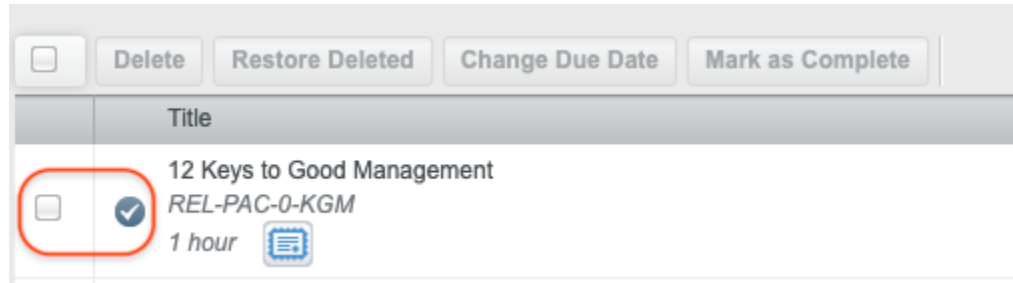 Delete Restore Deleted Change Due Date Mark as Complete
Title
12 Keys to Good Management
REL-PAC-0-KGM
1 hour